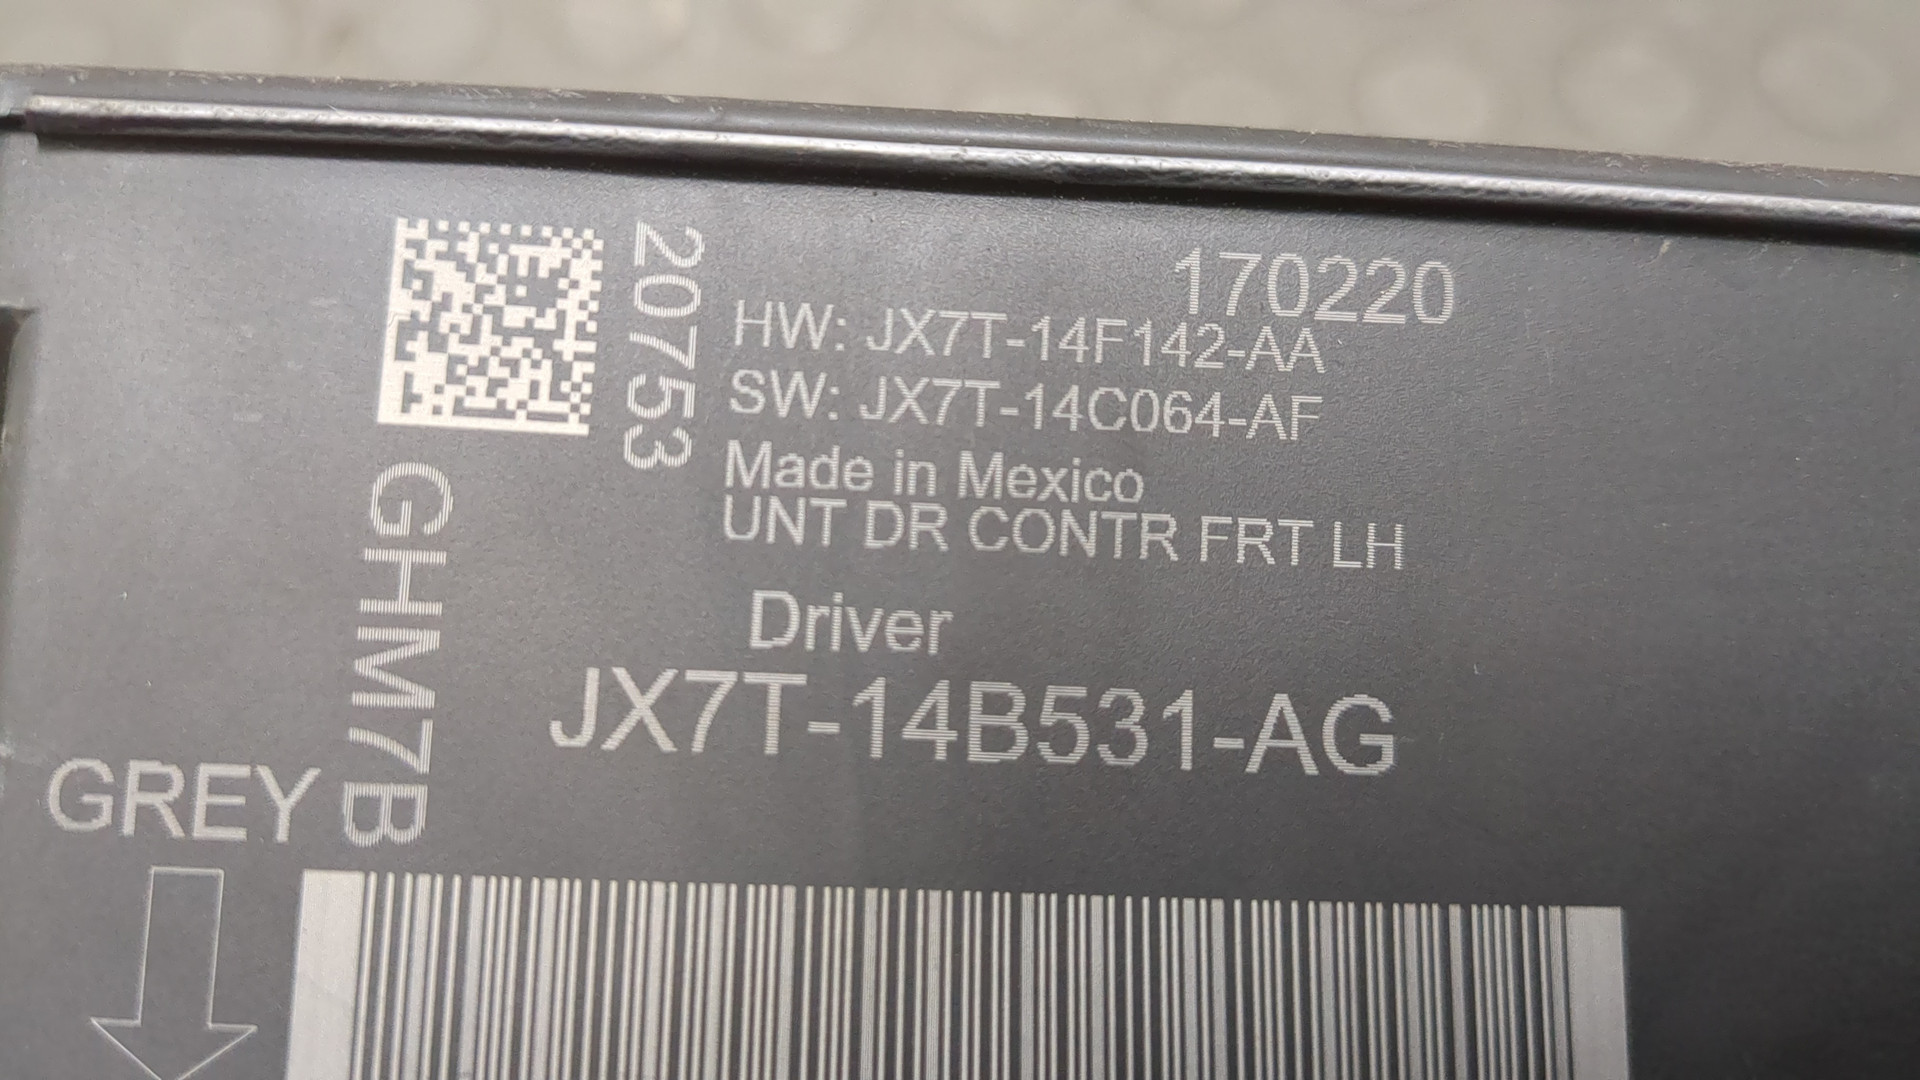 170220
20753
HW: JX7T-14F142-AA
SW: JX7T-14C064-AF
Made in Mexico
UNT DR CONTR FRT LH
Driver
JX7T-14B531-AG
GHM7B
GREY